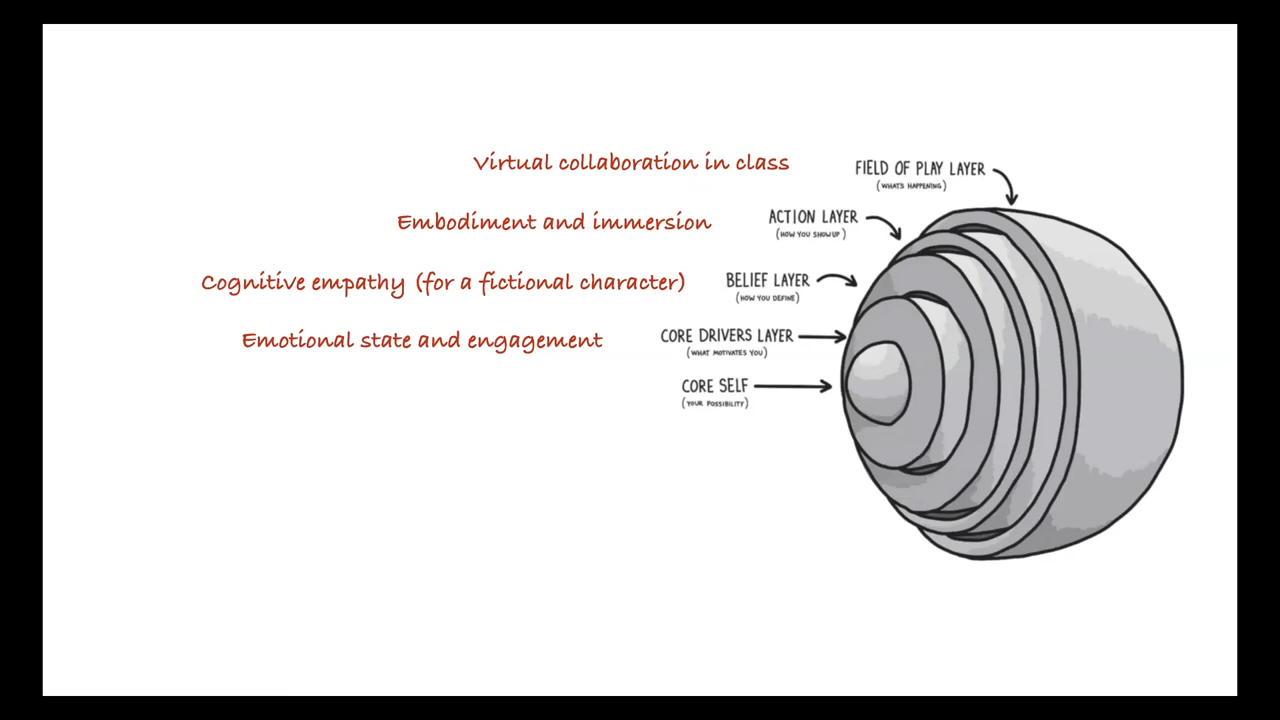 Virtual collaboration in class
FIELD OF PLAY LAYER
(WHAT'S HAPPENING)
Embodiment and immersion
ACTION LAYER
(HOW YOU SHOW UP)
Cognitive empathy (for a fictional character)
BELIEF LAYER
(HOW YOU DEFINE)
Emotional state and engagement
CORE DRIVERS LAYER
(WHAT MOTIVATES YOU)
CORE SELF
(YOUR POSSIBILITY)